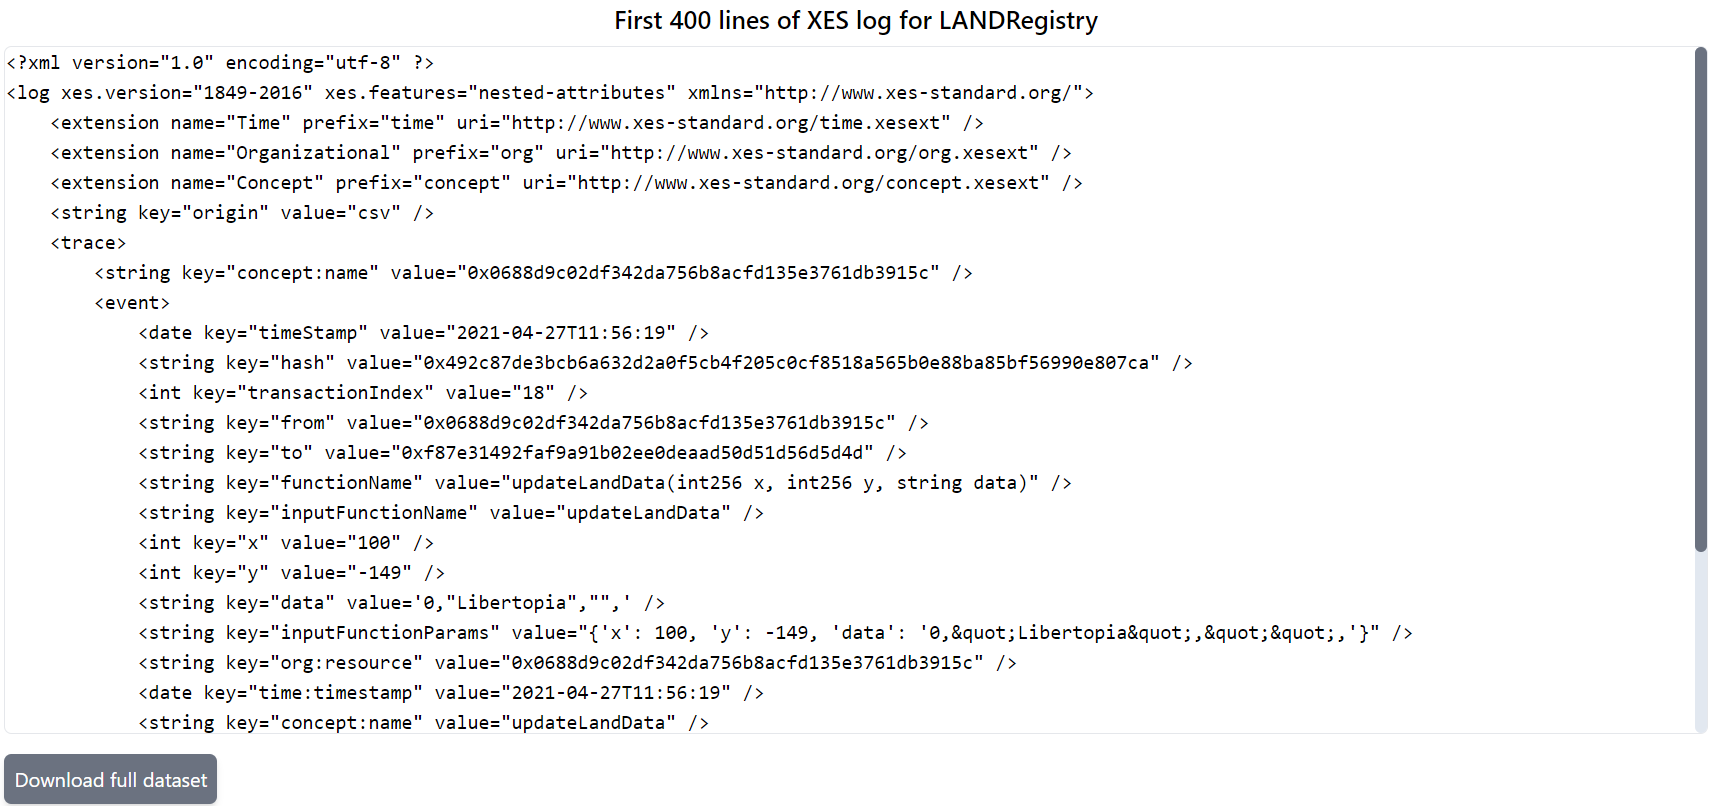 First 400 lines of XES log for LANDRegistry
<?xml version="1.0" encoding="utf-8" ?>
<log xes.version="1849-2016" xes.features="nested-attributes" xmlns="http://www.xes-standard.org/">
    <extension name="Time" prefix="time" uri="http://www.xes-standard.org/time.xesext" />
    <extension name="Organizational" prefix="org" uri="http://www.xes-standard.org/org.xesext" />
    <extension name="Concept" prefix="concept" uri="http://www.xes-standard.org/concept.xesext" />
    <string key="origin" value="csv" />
    <trace>
        <string key="concept:name" value="0x0688d9c02df342da756b8acfd135e3761db3915c" />
        <event>
            <date key="timeStamp" value="2021-04-27T11:56:19" />
            <string key="hash" value="0x492c87de3bcb6a632d2a0f5cb4f205c0cf8518a565b0e88ba85bf56990e807ca" />
            <int key="transactionIndex" value="18" />
            <string key="from" value="0x0688d9c02df342da756b8acfd135e3761db3915c" />
            <string key="to" value="0xf87e31492faf9a91b02ee0deaad50d51d56d5d4d" />
            <string key="functionName" value="updateLandData(int256 x, int256 y, string data)" />
            <string key="inputFunctionName" value="updateLandData" />
            <int key="x" value="100" />
            <int key="y" value="-149" />
            <string key="data" value='0,"Libertopia","",' />
            <string key="inputFunctionParams" value="{'x': 100, 'y': -149, 'data': '0,&quot;Libertopia&quot;,&quot;&quot;,'}" />
            <string key="org:resource" value="0x0688d9c02df342da756b8acfd135e3761db3915c" />
            <date key="time:timestamp" value="2021-04-27T11:56:19" />
            <string key="concept:name" value="updateLandData" />
Download full dataset